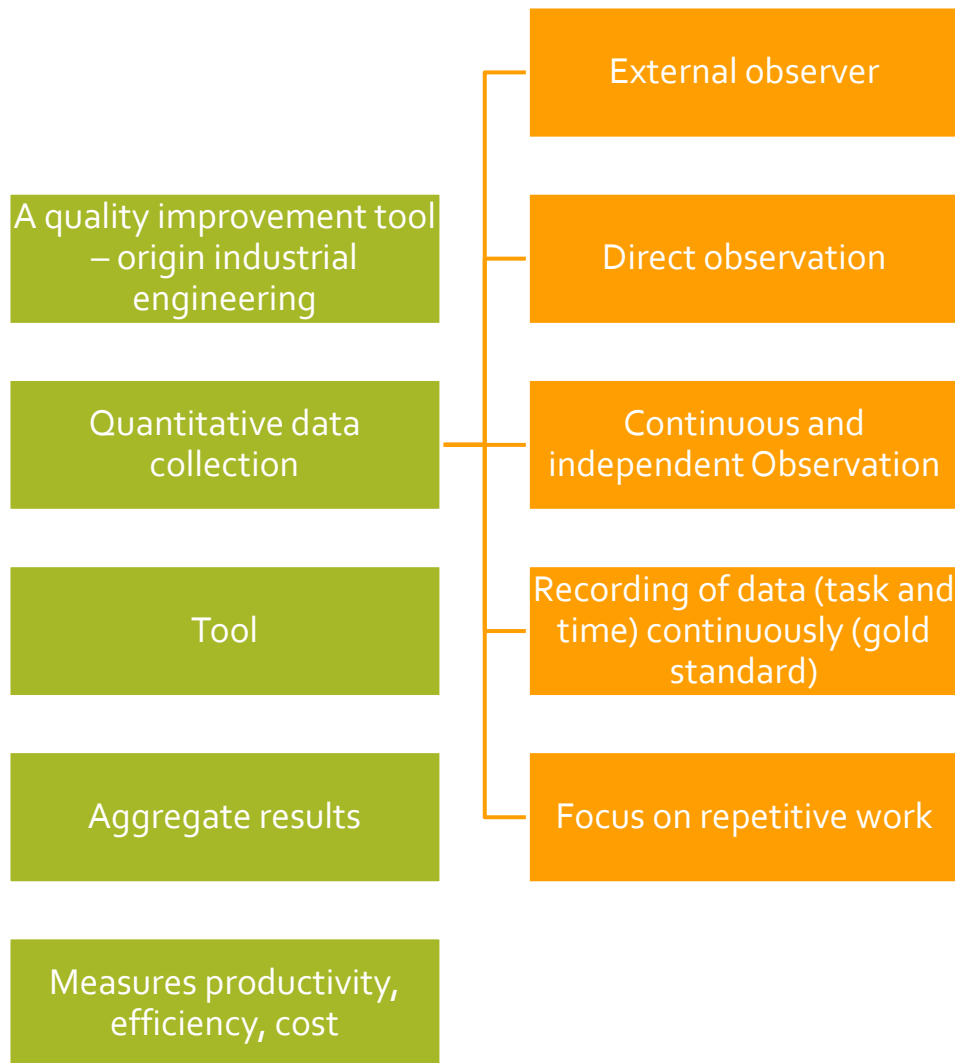 A quality improvement tool
– origin industrial
engineering
Quantitative data
collection
Tool
Aggregate results
Measures productivity,
efficiency, cost
External observer
Direct observation
Continuous and
independent Observation
Recording of data (task and
time) continuously (gold
standard)
Focus on repetitive work